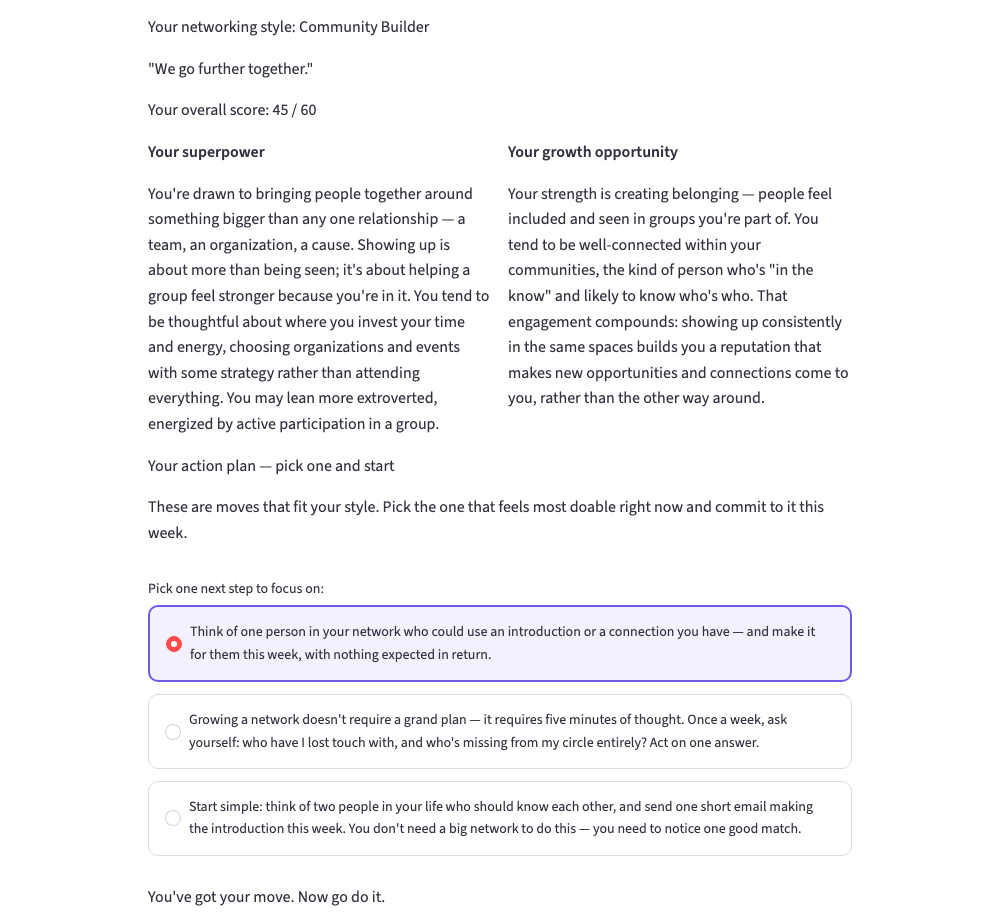 Your networking style: Community Builder
"We go further together."
Your overall score: 45 / 60
Your superpower
You're drawn to bringing people together around
something bigger than any one relationship — a
team, an organization, a cause. Showing up is
about more than being seen; it's about helping a
group feel stronger because you're in it. You tend to
be thoughtful about where you invest your time
and energy, choosing organizations and events
with some strategy rather than attending
everything. You may lean more extroverted,
energized by active participation in a group.
Your growth opportunity
Your strength is creating belonging — people feel
included and seen in groups you're part of. You
tend to be well-connected within your
communities, the kind of person who's "in the
know" and likely to know who's who. That
engagement compounds: showing up consistently
in the same spaces builds you a reputation that
makes new opportunities and connections come to
you, rather than the other way around.
Your action plan — pick one and start
These are moves that fit your style. Pick the one that feels most doable right now and commit to it this
week.
Pick one next step to focus on:
Think of one person in your network who could use an introduction or a connection you have — and make it
for them this week, with nothing expected in return.
Growing a network doesn't require a grand plan — it requires five minutes of thought. Once a week, ask
yourself: who have I lost touch with, and who's missing from my circle entirely? Act on one answer.
Start simple: think of two people in your life who should know each other, and send one short email making
the introduction this week. You don't need a big network to do this — you need to notice one good match.
You've got your move. Now go do it.